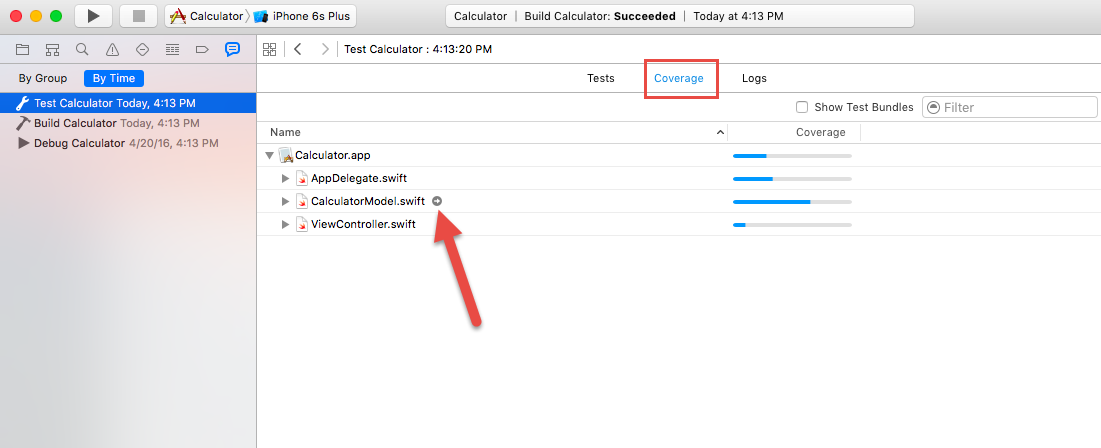 Calculator iPhone 6s Plus Calculator | Build Calculator: Succeeded | Today at 4:13 PM
Test Calculator : 4:13:20 PM
By Group By Time Tests Coverage Logs
Test Calculator Today, 4:13 PM Show Test Bundles Filter
Build Calculator Today, 4:13 PM Name Coverage
Debug Calculator 4/20/16, 4:13 PM
Calculator.app
AppDelegate.swift
CalculatorModel.swift
ViewController.swift